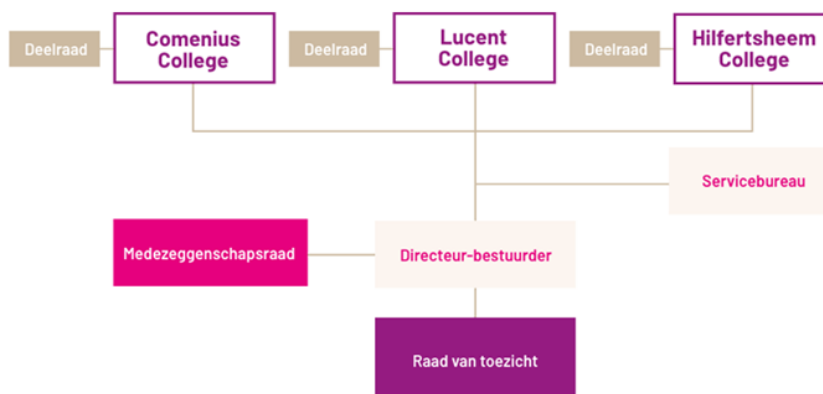 Deelraad
Comenius
College
Deelraad
Lucent
College
Deelraad
Hilfertsheem
College
Servicebureau
Medezeggenschapsraad
Directeur-bestuurder
Raad van toezicht